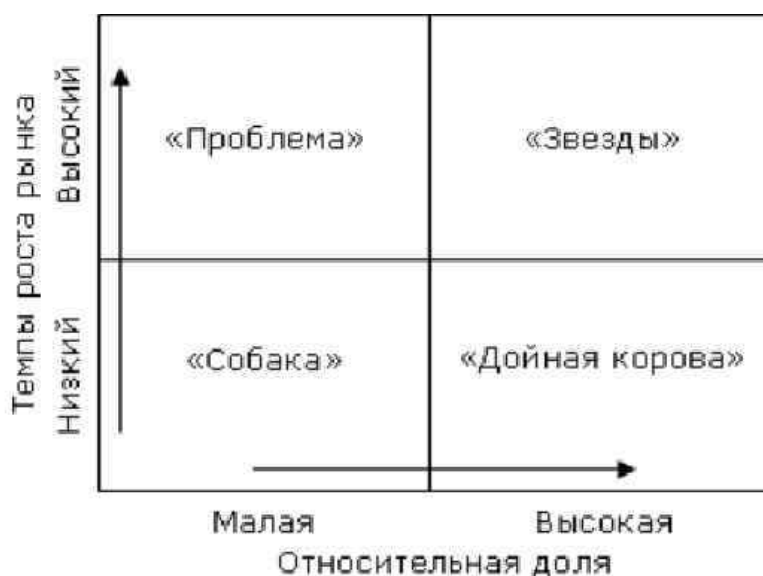 Темпы роста рынка
Высокий
Низкий
«Проблема»
«Звезды»
«Собака»
«Дойная корова»
Малая
Высокая
Относительная доля